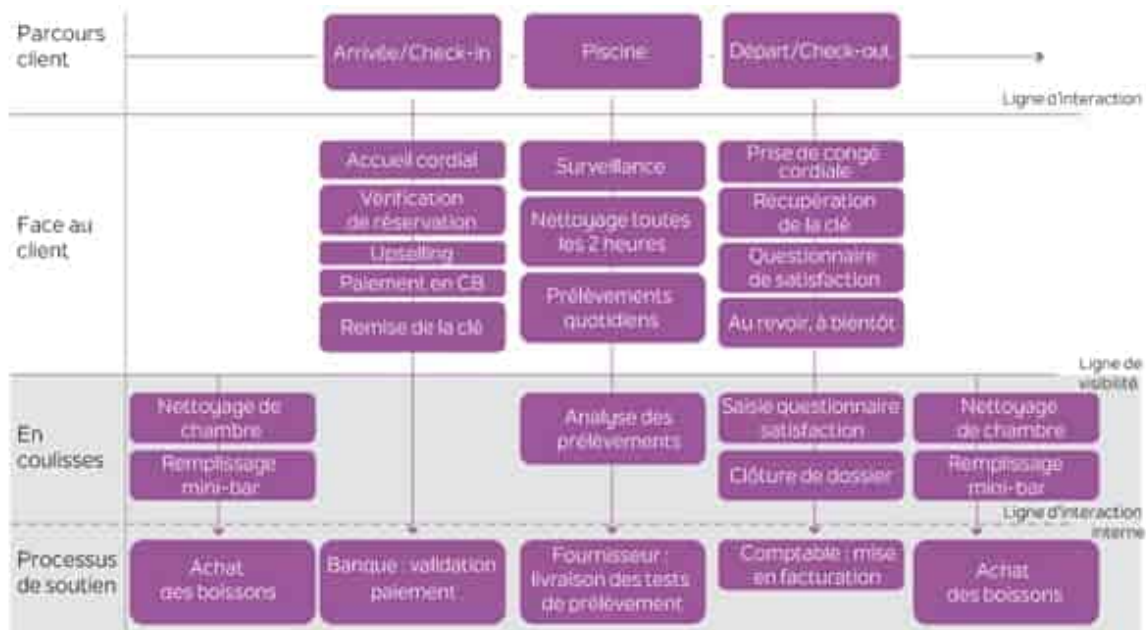 Parcours
client
Arrivée/Check-in
Piscine
Départ/Check-out
Ligne d'interaction
Face au
client
Accueil cordial
Vérification
de réservation
Upselling
Paiement en CB
Remise de la clé
Surveillance
Nettoyage toutes
les 2 heures
Prélèvements
quotidiens
Prise de congé
cordiale
Récupération
de la clé
Questionnaire
de satisfaction
Au revoir, à bientôt
Ligne de
visibilité
En
coulisses
Nettoyage de
chambre
Remplissage
mini-bar
Analyse des
prélèvements
Saisie questionnaire
satisfaction
Clôture de dossier
Nettoyage
de chambre
Remplissage
mini-bar
Ligne d'interaction
interne
Processus
de soutien
Achat
des boissons
Banque : validation
paiement
Fournisseur :
livraison des tests
de prélèvement
Comptable : mise
en facturation
Achat
des boissons